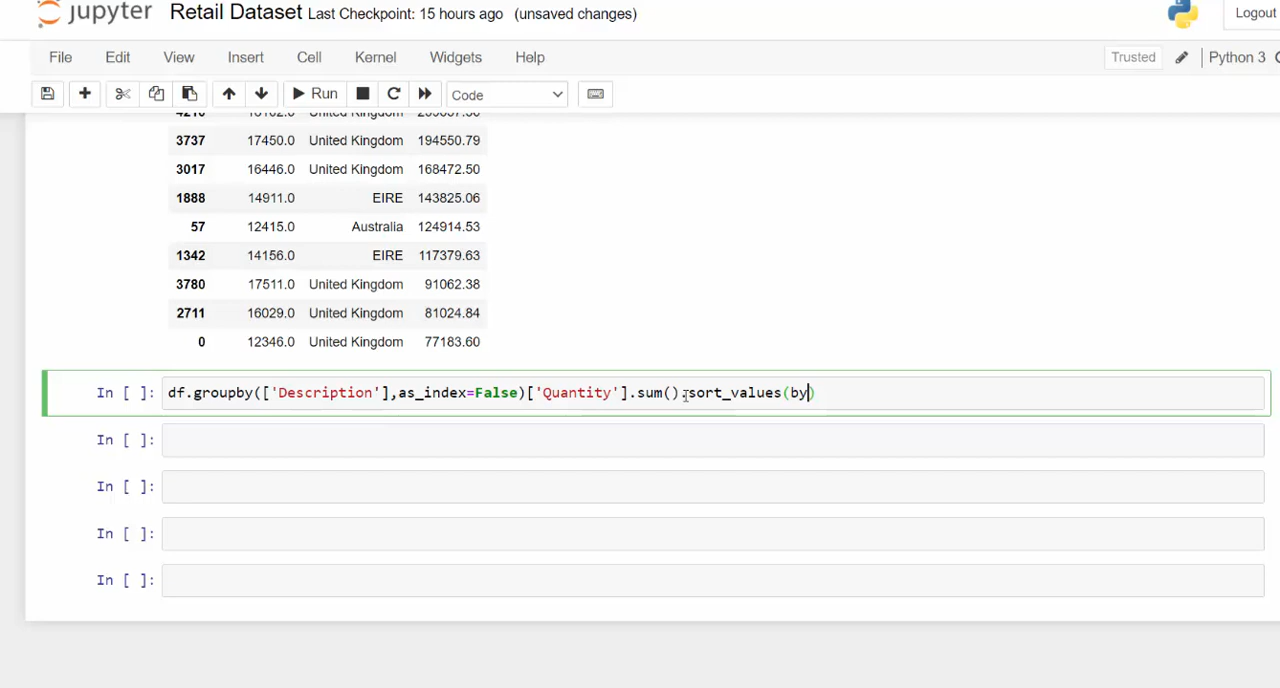 jupyter Retail Dataset Last Checkpoint: 15 hours ago (unsaved changes) Logout
File Edit View Insert Cell Kernel Widgets Help Trusted Python 3
Run Code
United Kingdom
3737 17450.0 United Kingdom 194550.79
3017 16446.0 United Kingdom 168472.50
1888 14911.0 EIRE 143825.06
57 12415.0 Australia 124914.53
1342 14156.0 EIRE 117379.63
3780 17511.0 United Kingdom 91062.38
2711 16029.0 United Kingdom 81024.84
0 12346.0 United Kingdom 77183.60
In [ ]: df.groupby(['Description'],as_index=False)['Quantity'].sum().sort_values(by)
In [ ]:
In [ ]:
In [ ]:
In [ ]: